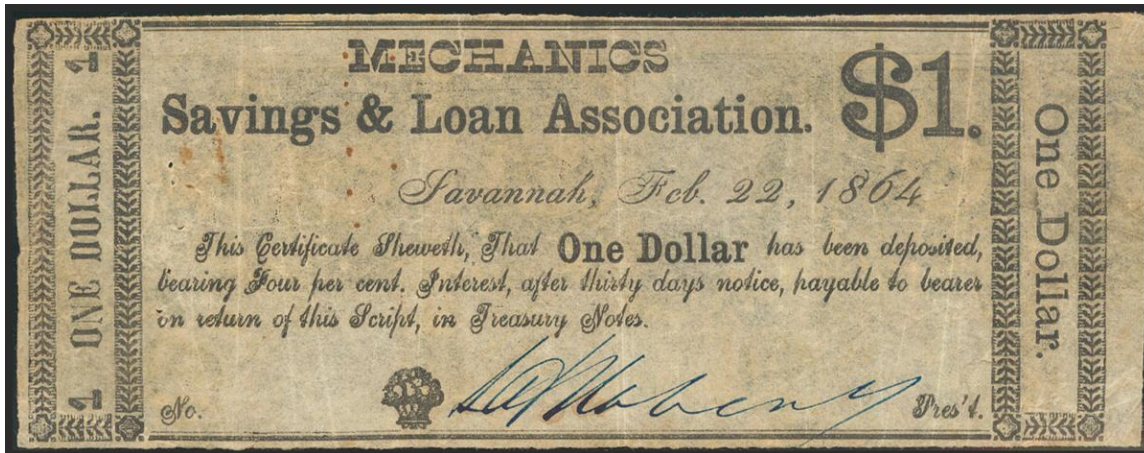 MECHANICS
Savings & Loan Association.
$1.
Savannah, Feb. 22, 1864
This Certificate Sheweth, That One Dollar has been deposited,
bearing Four per cent. Interest, after thirty days notice, payable to bearer
on return of this Script, in Treasury Notes.
No.
Pres't.
1 ONE DOLLAR. 1
One Dollar.